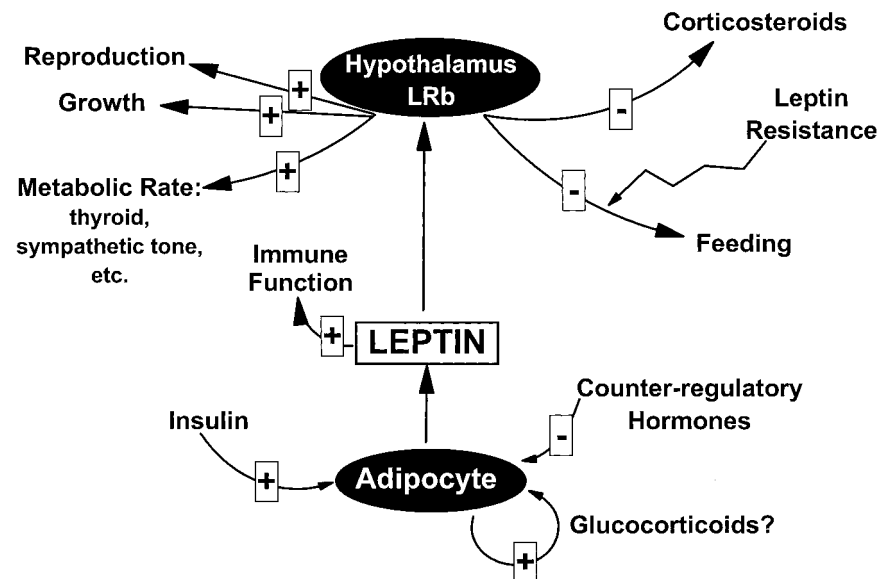 Corticosteroids
Reproduction
Hypothalamus
LRb
Growth
+
+
-
Leptin
Resistance
+
-
Metabolic Rate:
thyroid,
sympathetic tone,
etc.
Feeding
Immune
Function
+
LEPTIN
Counter-regulatory
Hormones
Insulin
-
+
Adipocyte
Glucocorticoids?
+